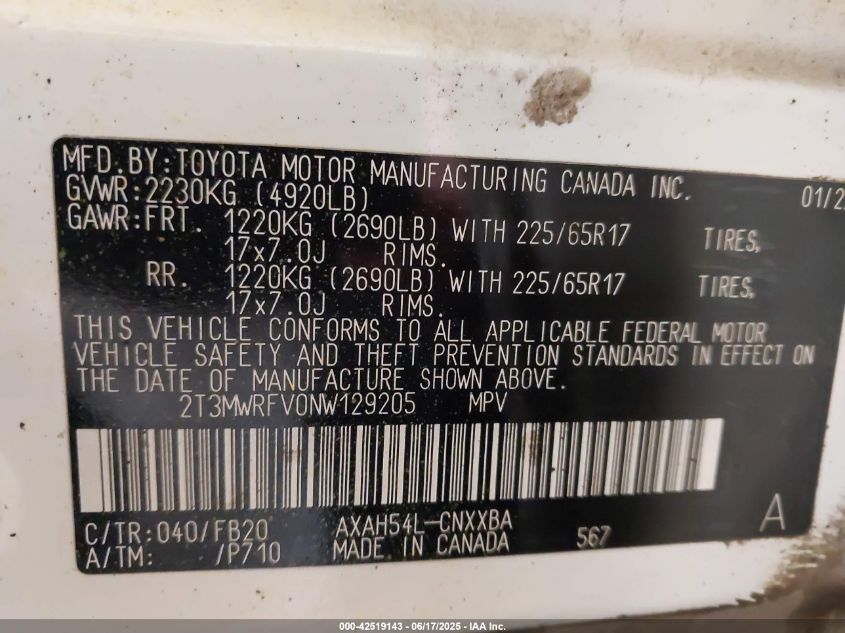 MFD.BY:TOYOTA MOTOR MANUFACTURING CANADA INC. 01/2
GVWR:2230KG (4920LB)
GAWR:FRT. 1220KG (2690LB) WITH 225/65R17 TIRES,
17x7.0J RIMS.
RR. 1220KG (2690LB) WITH 225/65R17 TIRES,
17x7.0J RIMS.
THIS VEHICLE CONFORMS TO ALL APPLICABLE FEDERAL MOTOR
VEHICLE SAFETY AND THEFT PREVENTION STANDARDS IN EFFECT ON
THE DATE OF MANUFACTURE SHOWN ABOVE.
2T3MWRFV0NW129205 MPV
C/TR:040/FB20 AXAH54L-CNXXBA 567 A
A/TM: /P710 MADE IN CANADA
000-42519143 - 06/17/2025 - IAA Inc.